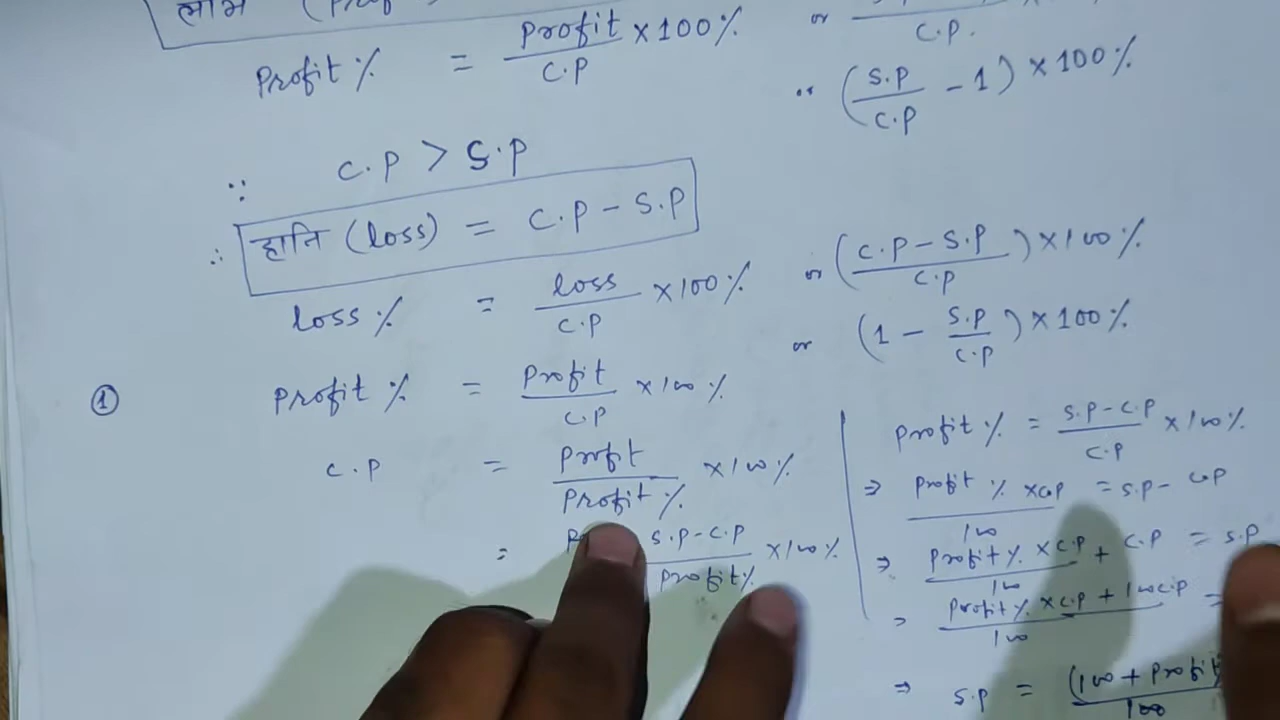 लाभ
Profit % = Profit/C.P × 100% or /C.P.
or (S.P/C.P - 1) × 100%
∵ C.P > S.P
∴ हानि (loss) = C.P - S.P
loss % = loss/C.P × 100% or (C.P - S.P/C.P) × 100%
or (1 - S.P/C.P) × 100%
① Profit % = Profit/C.P × 100%
C.P = Profit/Profit % × 100%
= S.P - C.P/Profit % × 100%
Profit % = S.P - C.P/C.P × 100%
⇒ Profit % × C.P/100 = S.P - C.P
⇒ Profit % × C.P/100 + C.P = S.P
⇒ Profit % × C.P + 100 C.P/100 =
⇒ S.P = (100 + Profit/100